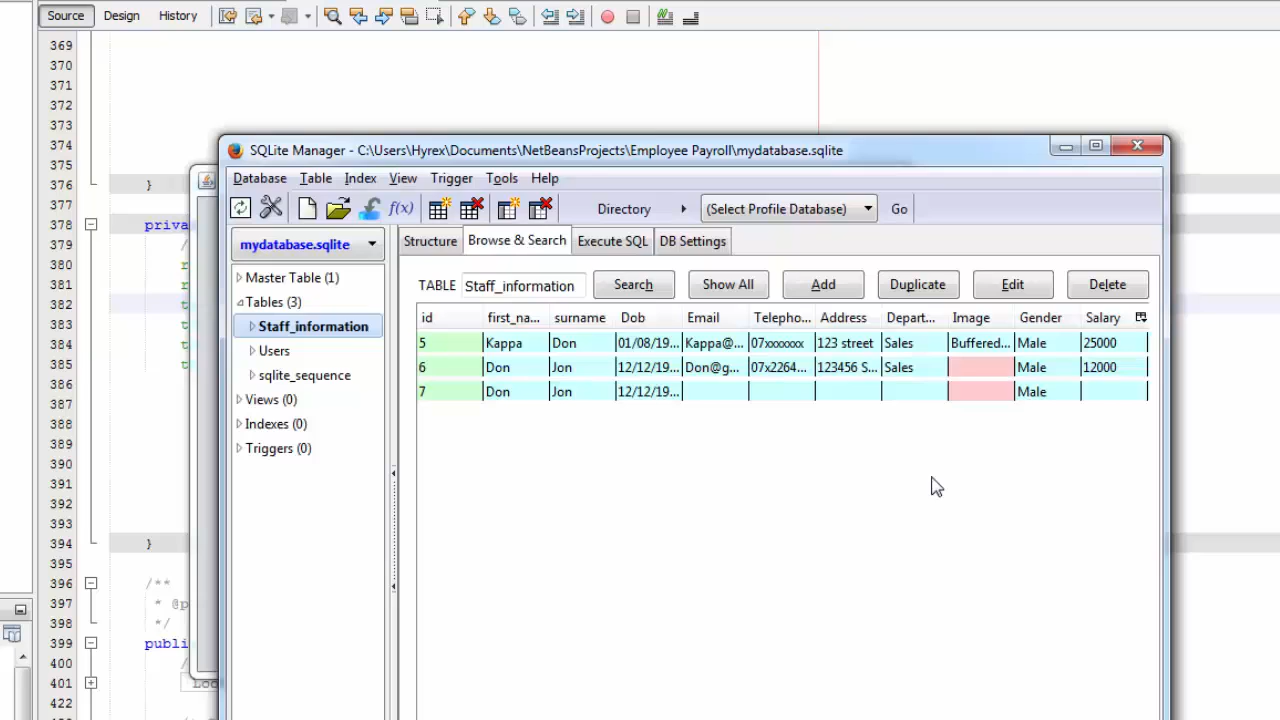 Source Design History
369
370
371
372
373
374
375
376 }
377
378 priva
379 /
380 r
381 r
382 t
383 t
384 t
385 t
386
387
388
389
390
391
392
393
394 }
395
396 /**
397 * @p
398 */
399 publi
400 /
401
422
SQLite Manager - C:\Users\Hyrex\Documents\NetBeansProjects\Employee Payroll\mydatabase.sqlite
Database Table Index View Trigger Tools Help
f(x) Directory (Select Profile Database) Go
mydatabase.sqlite
Master Table (1)
Tables (3)
Staff_information
Users
sqlite_sequence
Views (0)
Indexes (0)
Triggers (0)
Structure Browse & Search Execute SQL DB Settings
TABLE Staff_information Search Show All Add Duplicate Edit Delete
id first_na... surname Dob Email Telepho... Address Depart... Image Gender Salary
5 Kappa Don 01/08/19... Kappa@... 07xxxxxxx 123 street Sales Buffered... Male 25000
6 Don Jon 12/12/19... Don@g... 07x2264... 123456 S... Sales Male 12000
7 Don Jon 12/12/19... Male